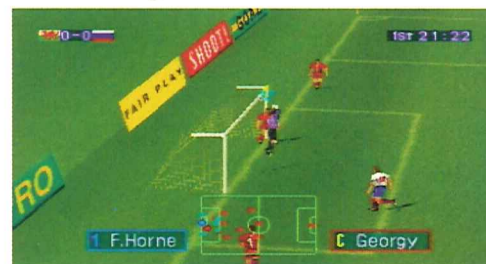 0-0
1ST 21:22
SHOOT!
FAIR PLAY
RO
1 F.Horne
C Georgy